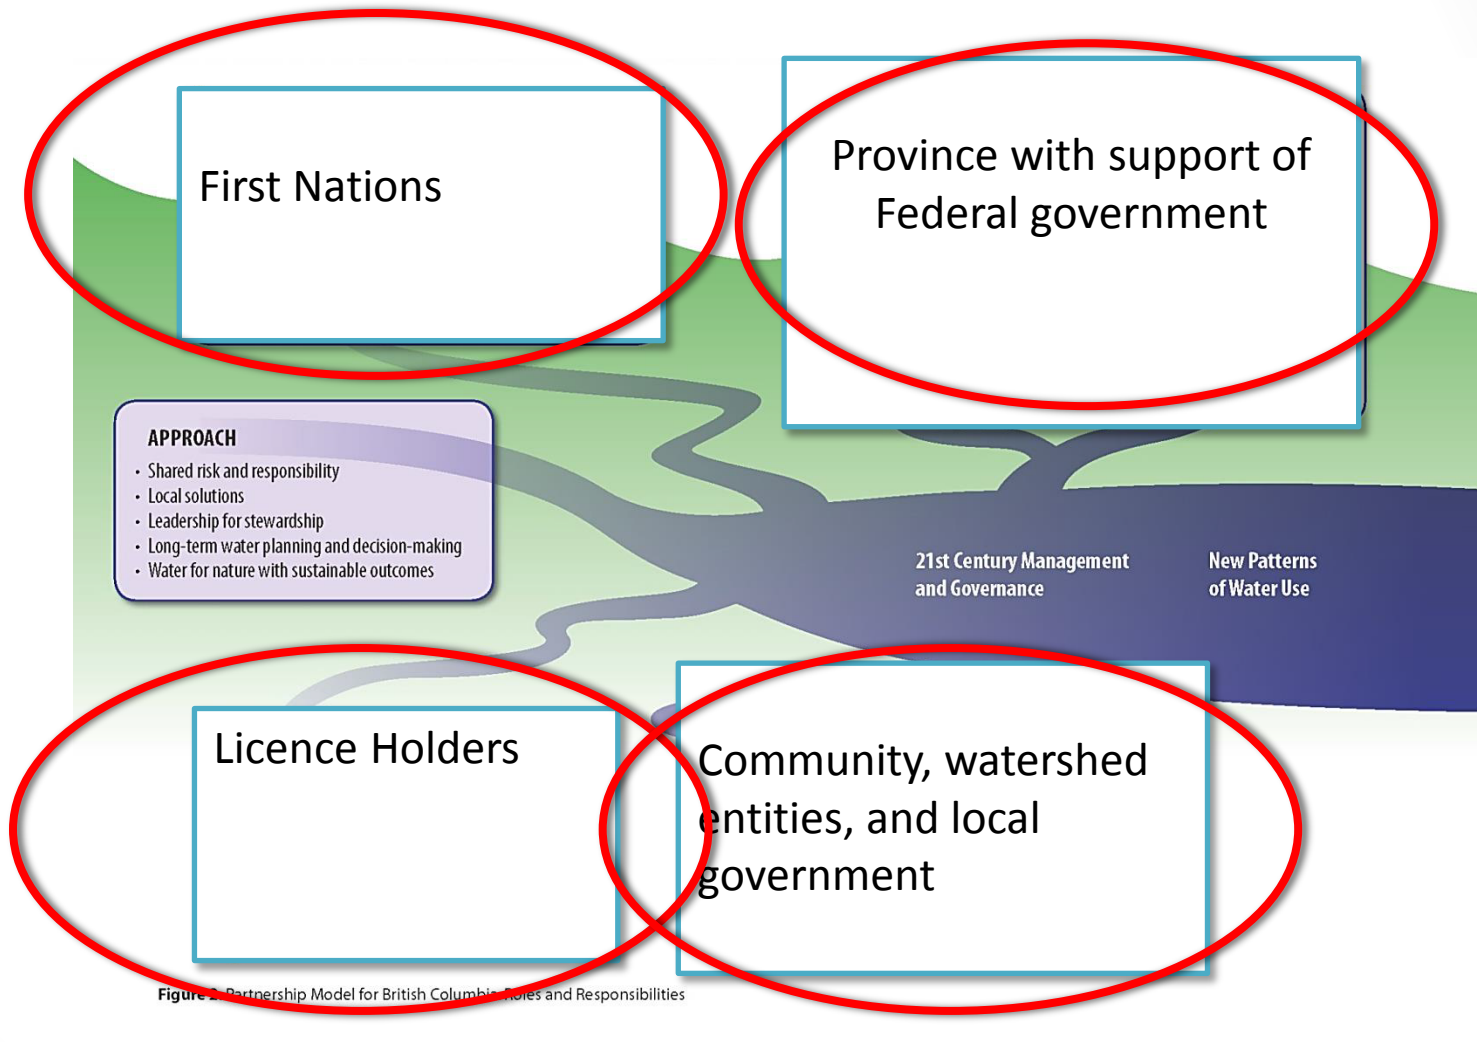 First Nations
Province with support of
Federal government
APPROACH
• Shared risk and responsibility
• Local solutions
• Leadership for stewardship
• Long-term water planning and decision-making
• Water for nature with sustainable outcomes
21st Century Management
and Governance
New Patterns
of Water Use
Licence Holders
Community, watershed
entities, and local
government
Figure 2: Partnership Model for British Columbia Roles and Responsibilities